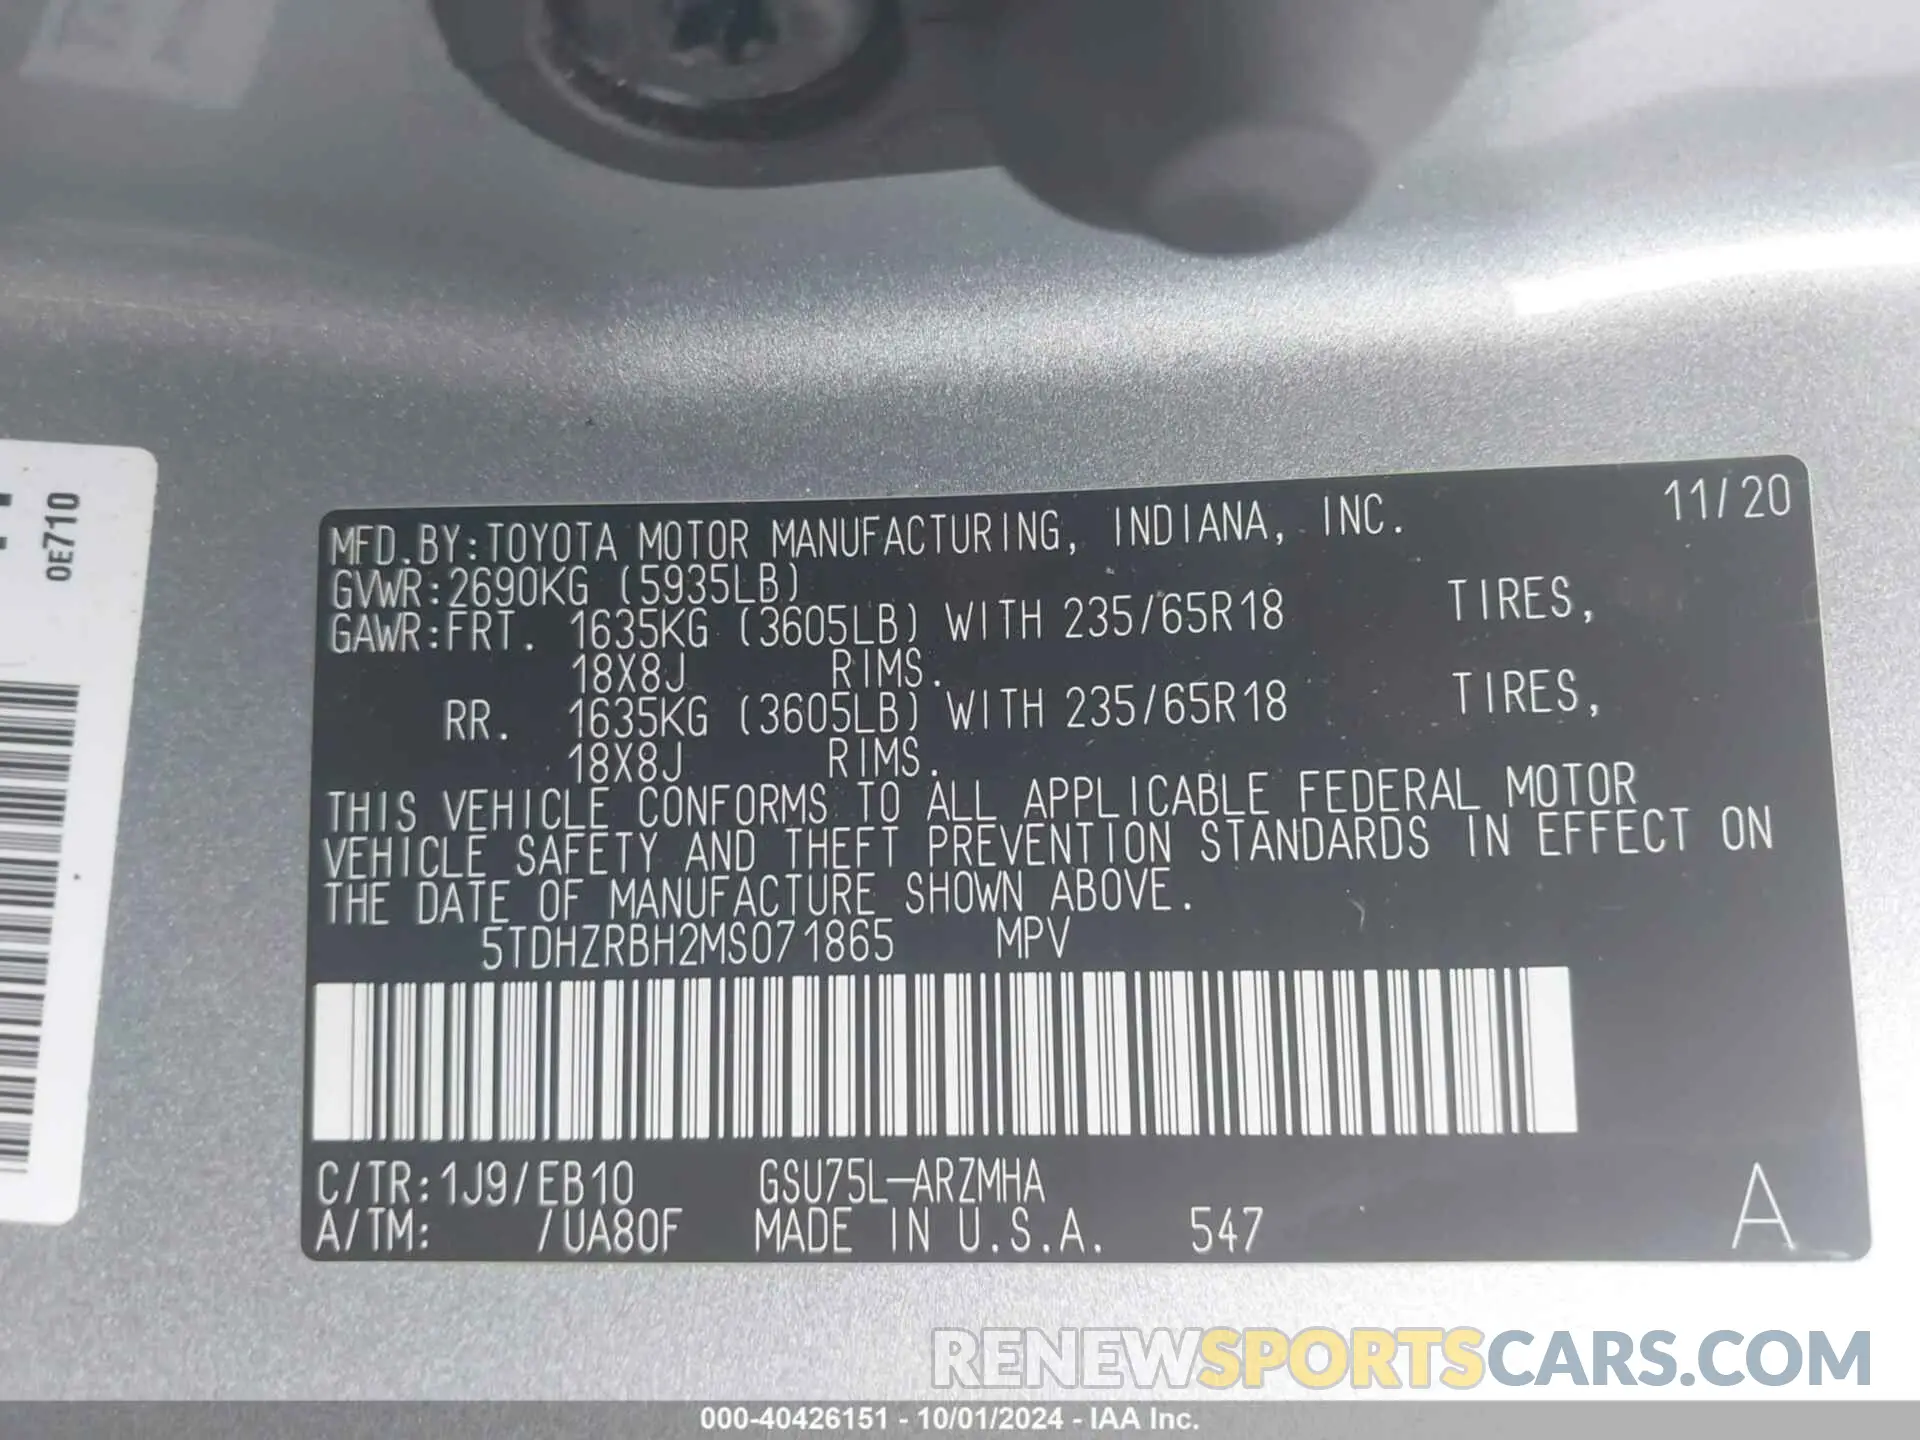 MFD.BY:TOYOTA MOTOR MANUFACTURING, INDIANA, INC. 11/20
GVWR:2690KG (5935LB)
GAWR:FRT. 1635KG (3605LB) WITH 235/65R18 TIRES,
18X8J RIMS.
RR. 1635KG (3605LB) WITH 235/65R18 TIRES,
18X8J RIMS.
THIS VEHICLE CONFORMS TO ALL APPLICABLE FEDERAL MOTOR
VEHICLE SAFETY AND THEFT PREVENTION STANDARDS IN EFFECT ON
THE DATE OF MANUFACTURE SHOWN ABOVE.
5TDHZRBH2MS071865 MPV
C/TR:1J9/EB10 GSU75L-ARZMHA
A/TM: /UA80F MADE IN U.S.A. 547 A
0E710
RENEWSPORTSCARS.COM
000-40426151 - 10/01/2024 - IAA Inc.